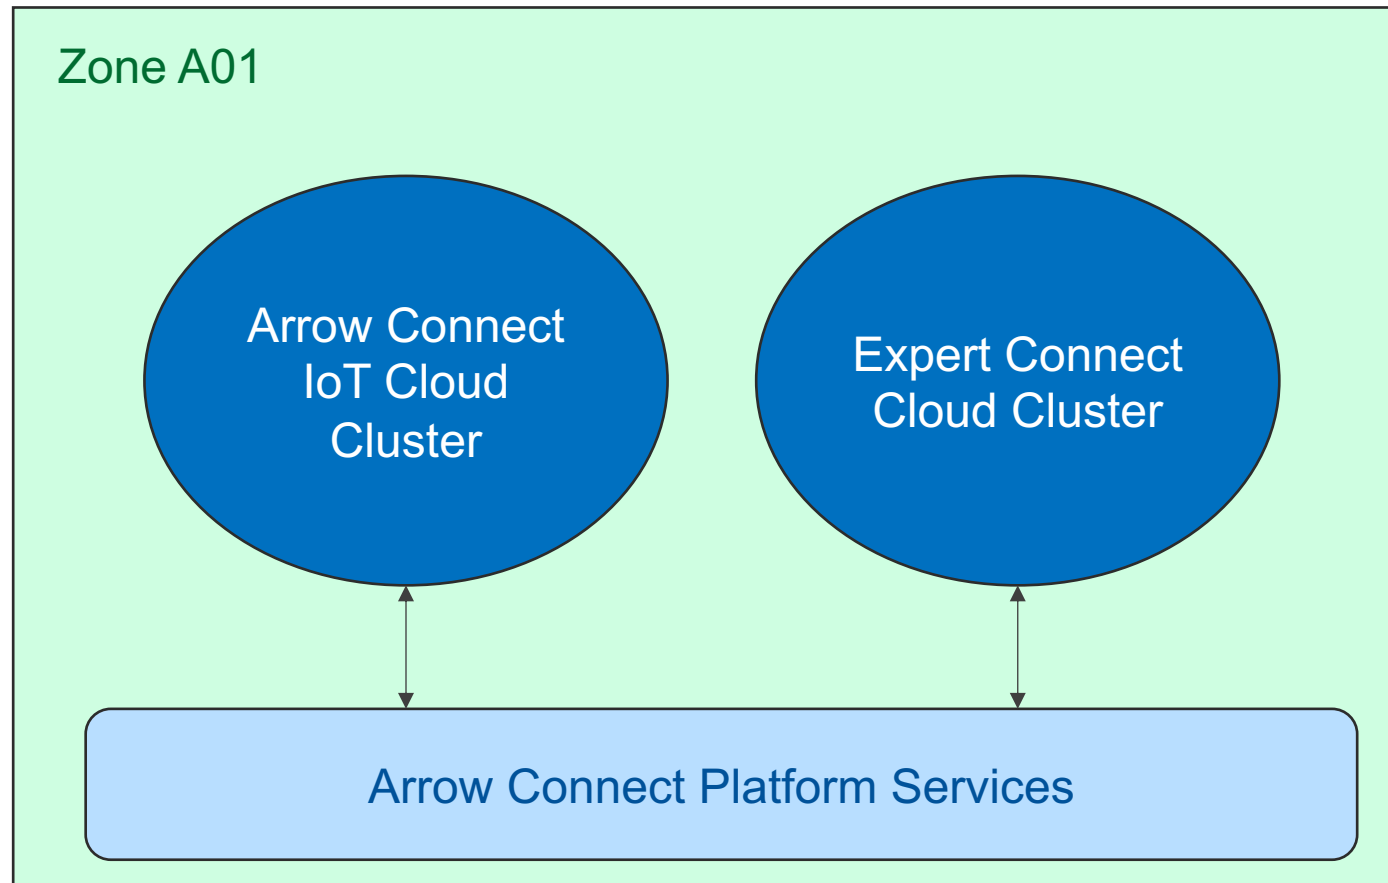 Zone A01
Arrow Connect
IoT Cloud
Cluster
Expert Connect
Cloud Cluster
Arrow Connect Platform Services